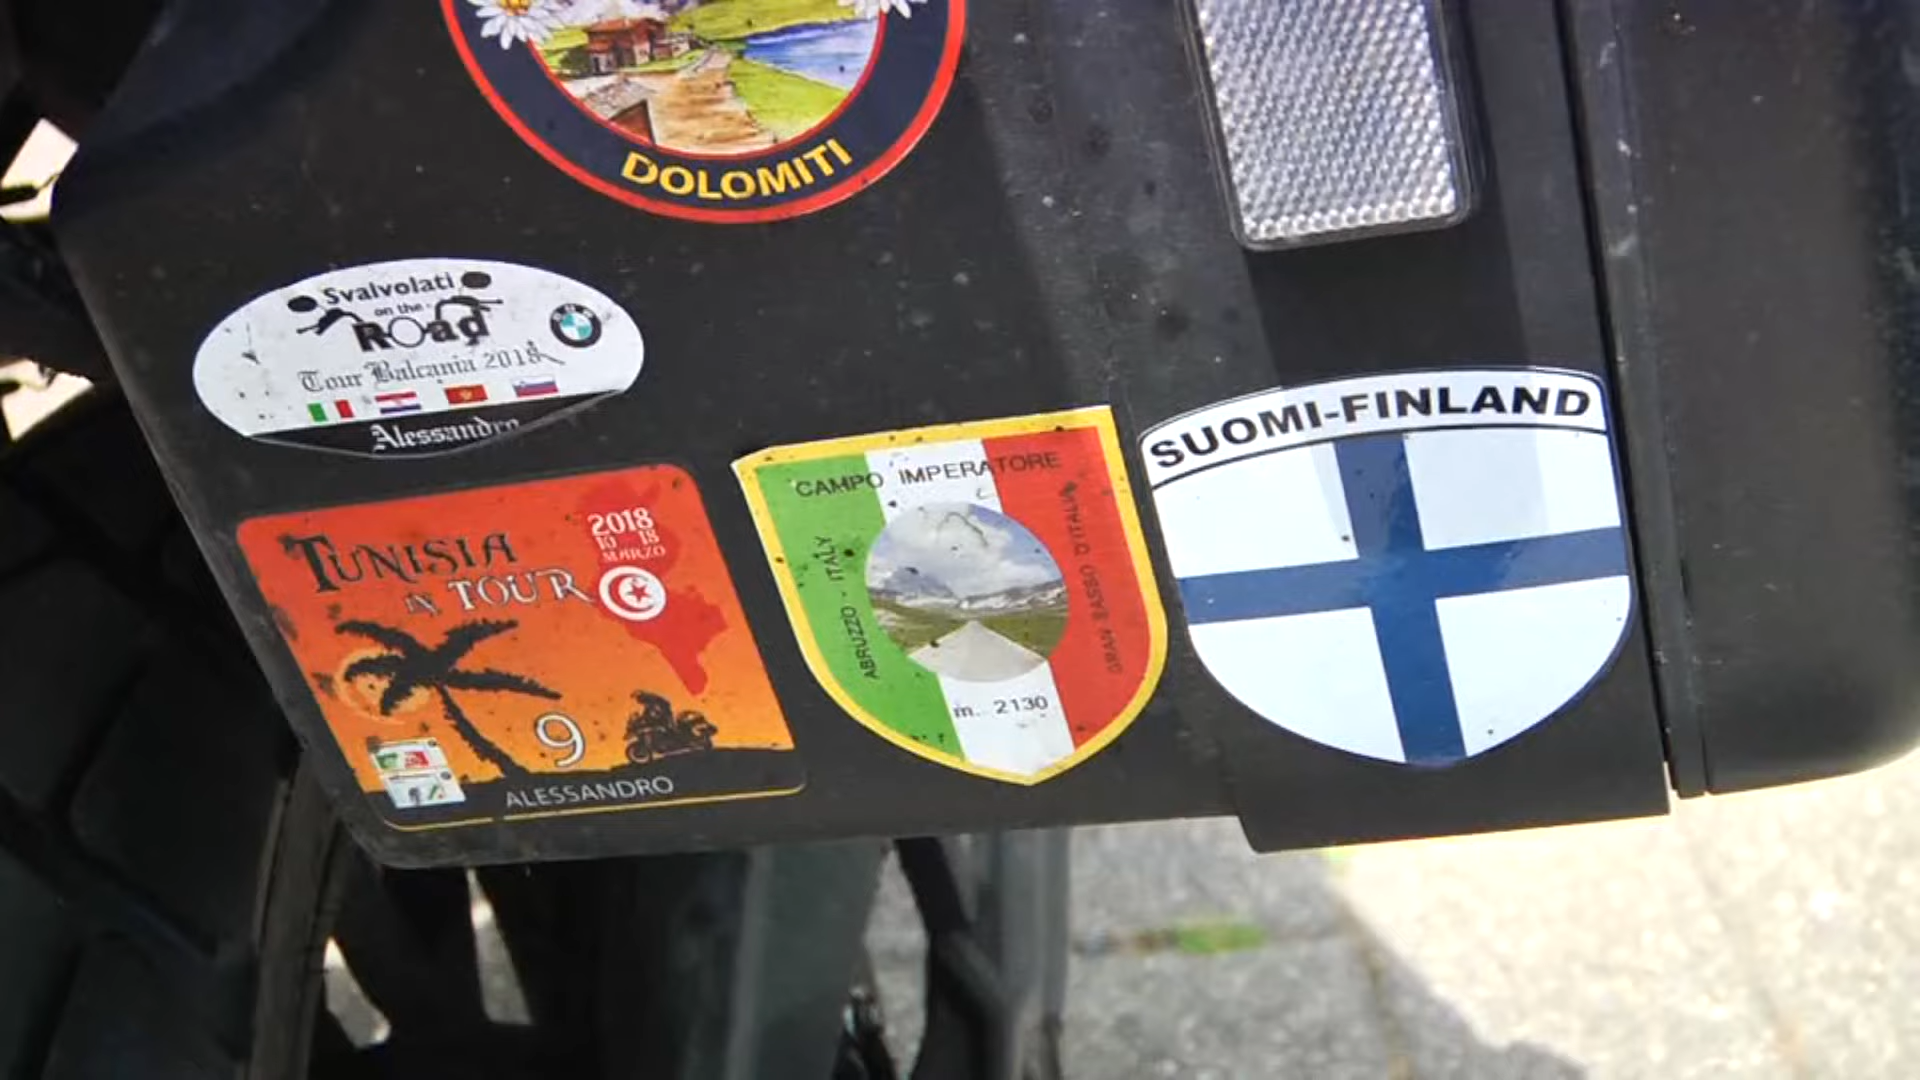 DOLOMITI
Svalvolati
on the
Road
Tour Balcania 2018
Alessandro
TUNISIA
IN TOUR
2018
10 18
MARZO
9
ALESSANDRO
CAMPO IMPERATORE
ABRUZZO - ITALY
GRAN SASSO D'ITALIA
m. 2130
SUOMI-FINLAND